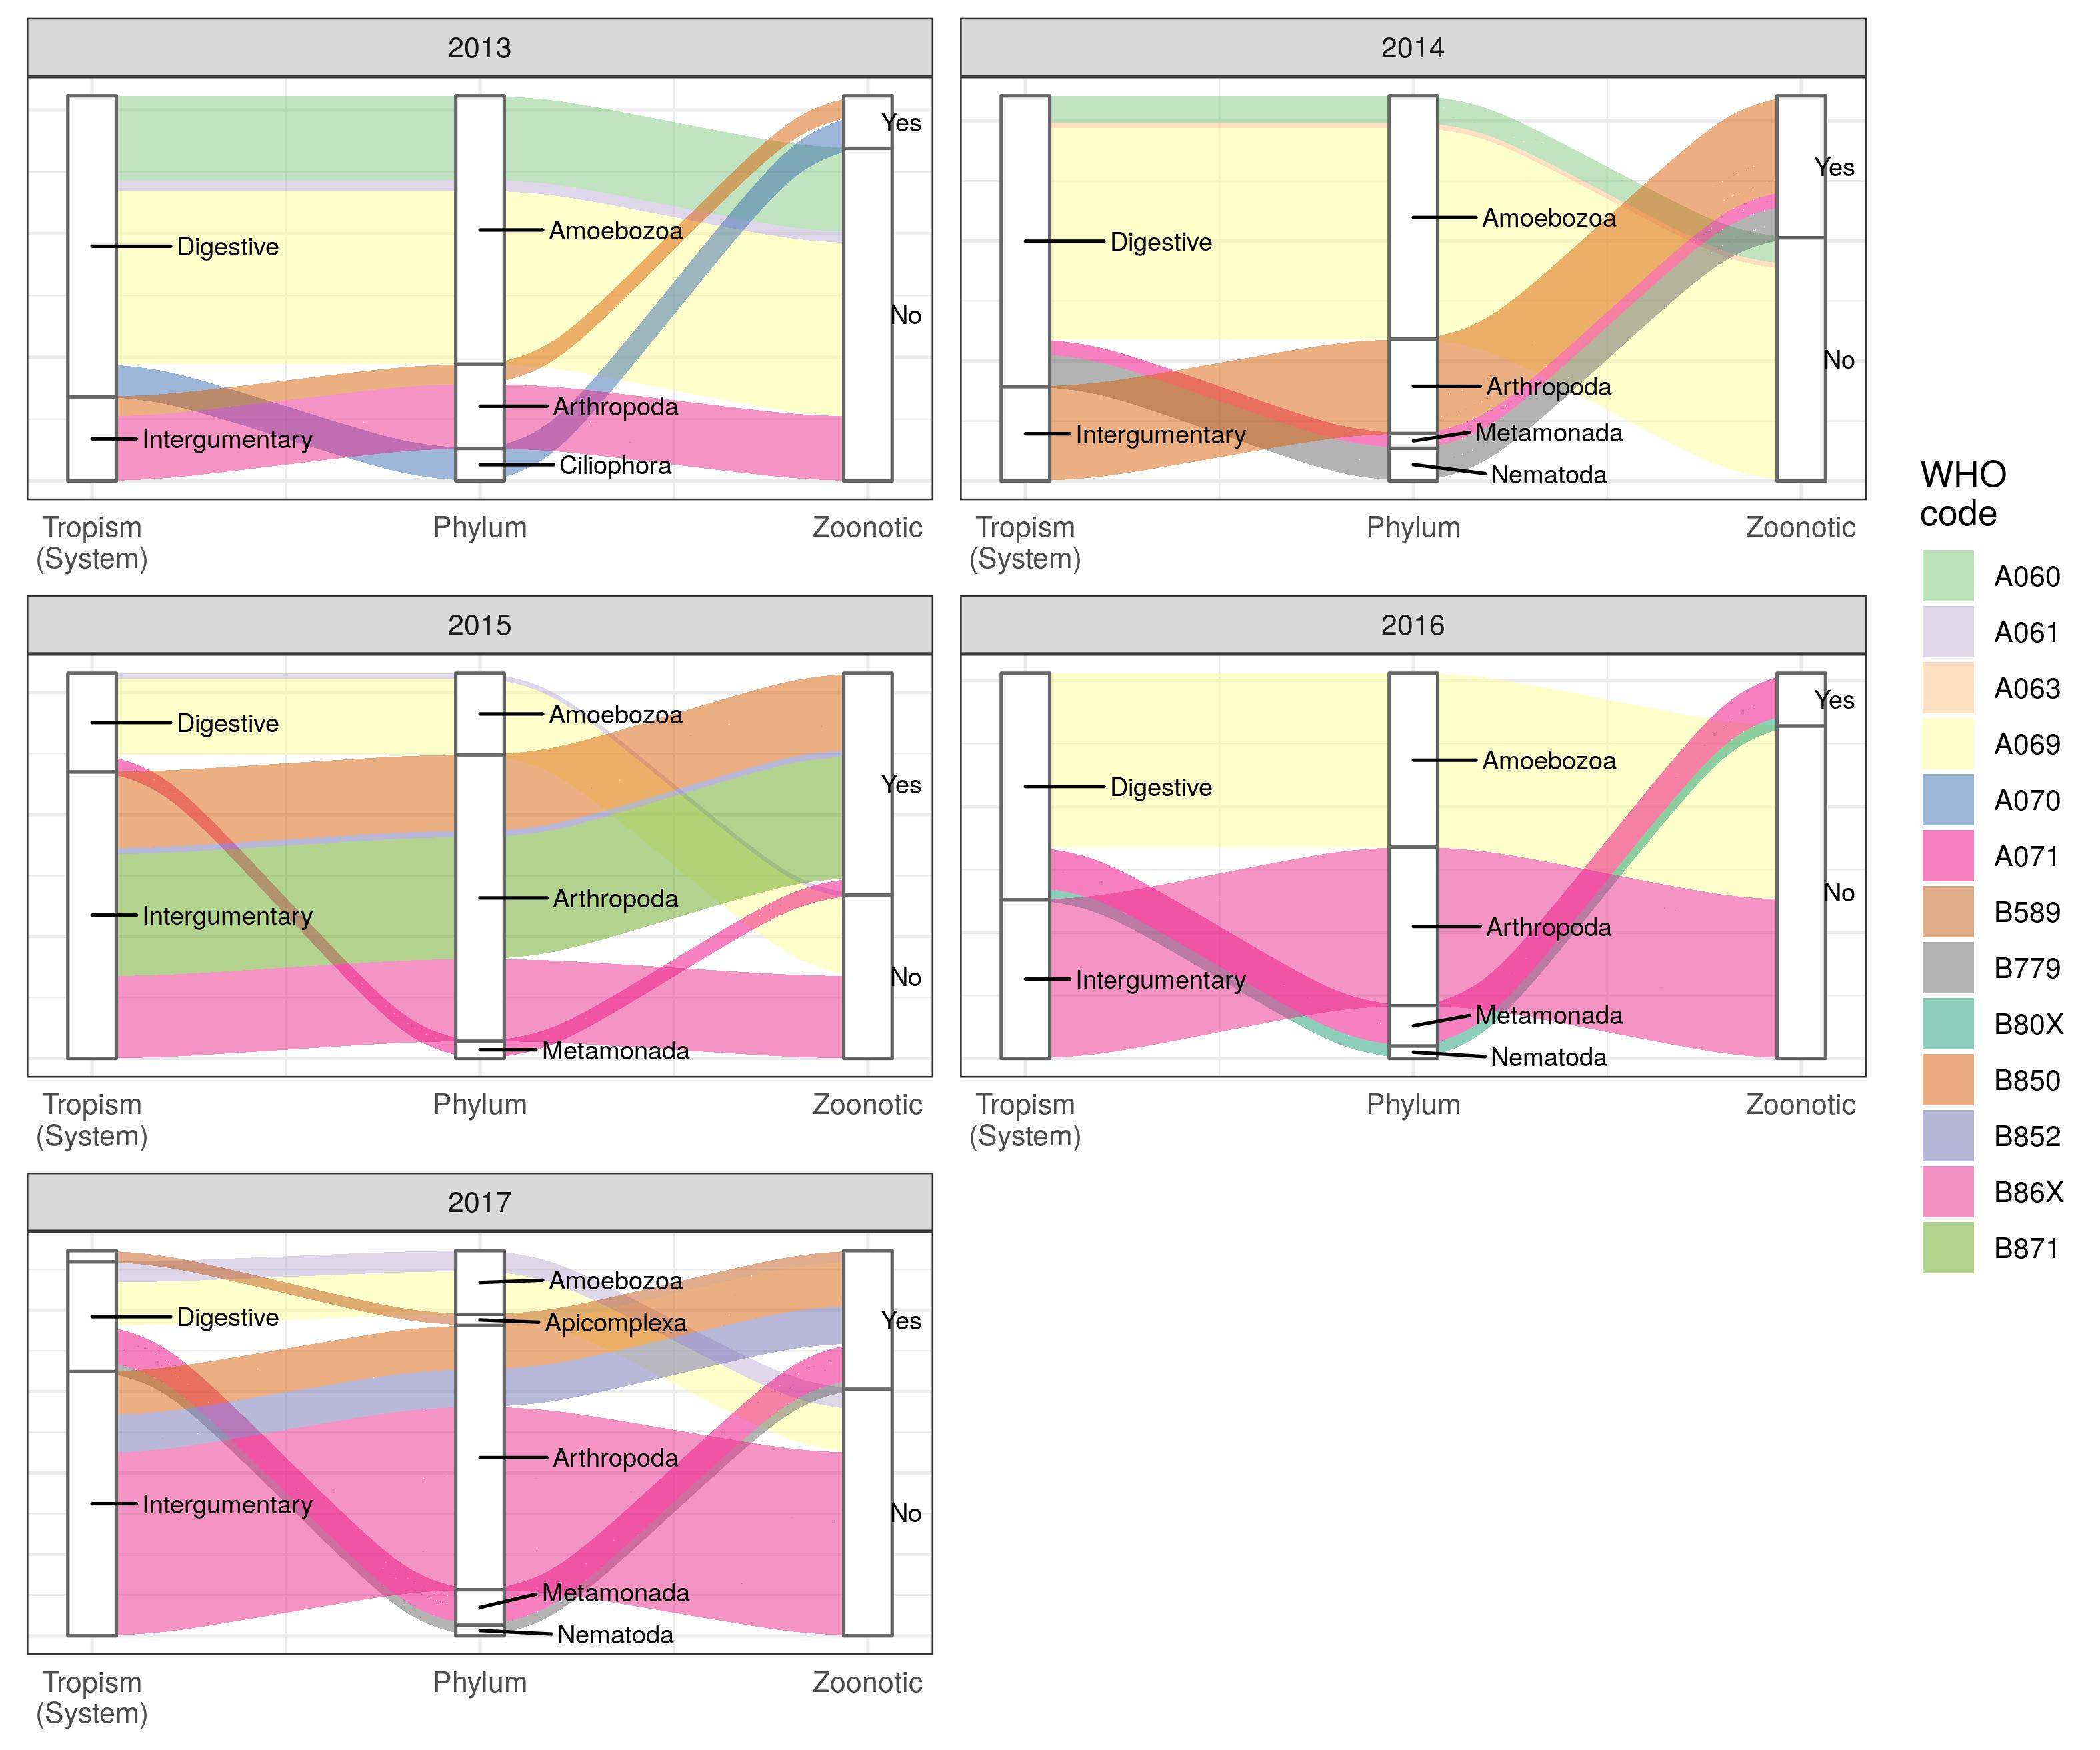 2013
2014
Digestive
Intergumentary
Amoebozoa
Arthropoda
Ciliophora
Yes
No
Tropism
(System)
Phylum
Zoonotic
Digestive
Intergumentary
Amoebozoa
Arthropoda
Metamonada
Nematoda
Yes
No
Tropism
(System)
Phylum
Zoonotic
2015
2016
Digestive
Intergumentary
Amoebozoa
Arthropoda
Metamonada
Yes
No
Tropism
(System)
Phylum
Zoonotic
Digestive
Intergumentary
Amoebozoa
Arthropoda
Metamonada
Nematoda
Yes
No
Tropism
(System)
Phylum
Zoonotic
2017
Digestive
Intergumentary
Amoebozoa
Apicomplexa
Arthropoda
Metamonada
Nematoda
Yes
No
Tropism
(System)
Phylum
Zoonotic
WHO
code
A060
A061
A063
A069
A070
A071
B589
B779
B80X
B850
B852
B86X
B871